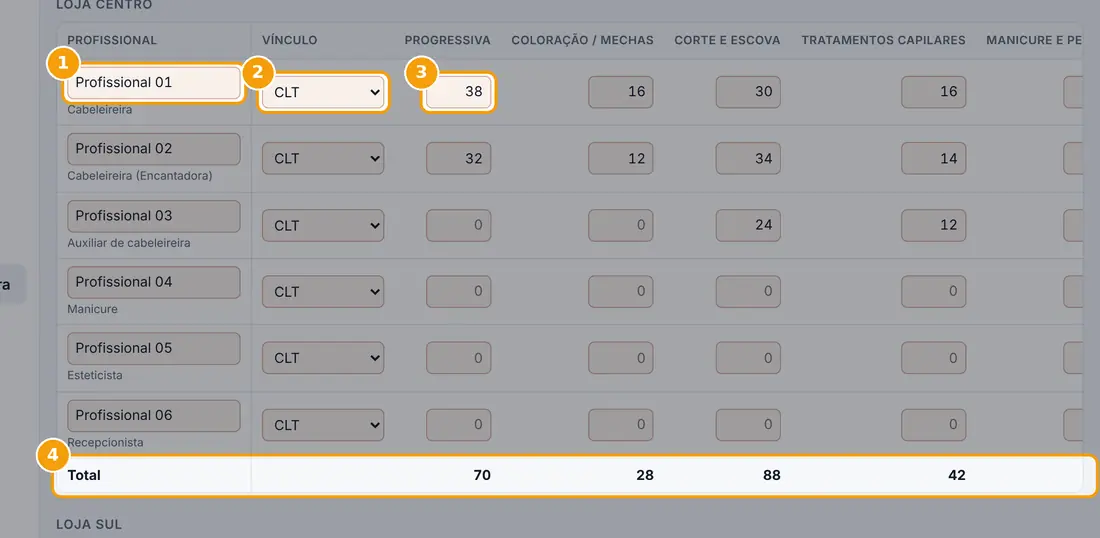 LOJA CENTRO
PROFISSIONAL VÍNCULO PROGRESSIVA COLORAÇÃO / MECHAS CORTE E ESCOVA TRATAMENTOS CAPILARES MANICURE E PE
1 2 3
Profissional 01 CLT 38 16 30 16
Cabeleireira
Profissional 02 CLT 32 12 34 14
Cabeleireira (Encantadora)
Profissional 03 CLT 0 0 24 12
Auxiliar de cabeleireira
ra
Profissional 04 CLT 0 0 0 0
Manicure
Profissional 05 CLT 0 0 0 0
Esteticista
Profissional 06 CLT 0 0 0 0
Recepcionista
4
Total 70 28 88 42
LOJA SUL